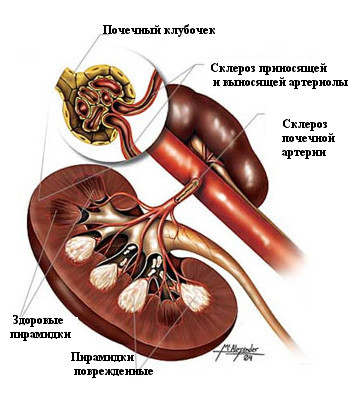 Почечный клубочек
Склероз приносящей
и выносящей артериолы
Склероз
почечной
артерии
Здоровые
пирамидки
Пирамидки
поврежденные